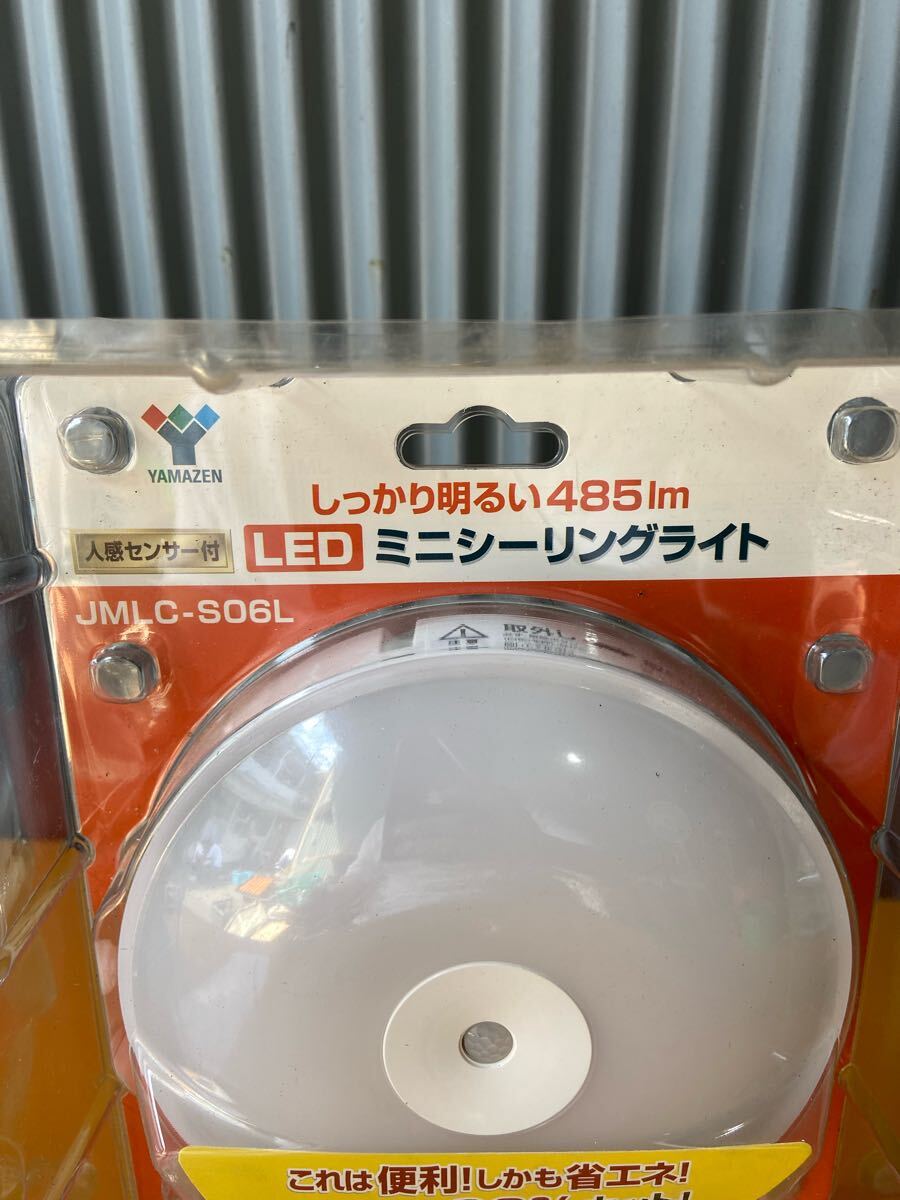 YAMAZEN
しっかり明るい485lm
人感センサー付 LED ミニシーリングライト
JMLC-S06L
取外し
注意
これは便利!しかも省エネ!